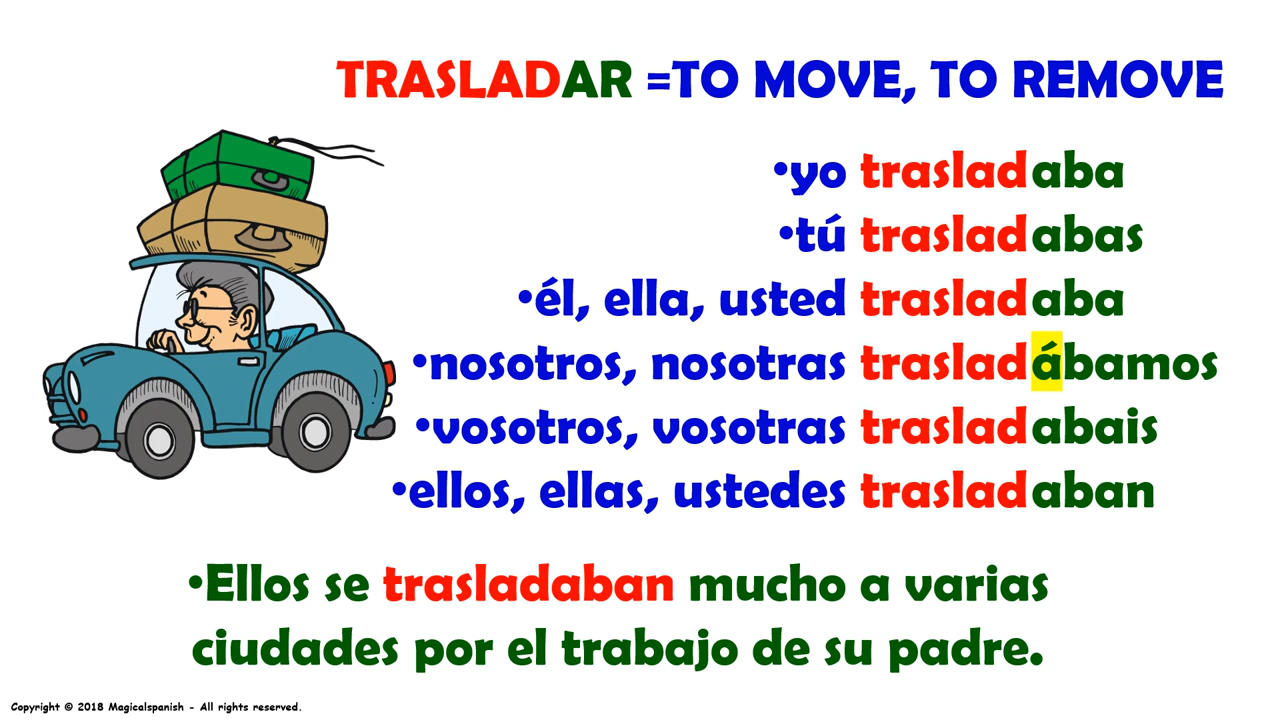 TRASLADAR =TO MOVE, TO REMOVE
•yo trasladaba
•tú trasladabas
•él, ella, usted trasladaba
•nosotros, nosotras trasladábamos
•vosotros, vosotras trasladabais
•ellos, ellas, ustedes trasladaban
•Ellos se trasladaban mucho a varias
ciudades por el trabajo de su padre.
Copyright © 2018 Magicalspanish - All rights reserved.